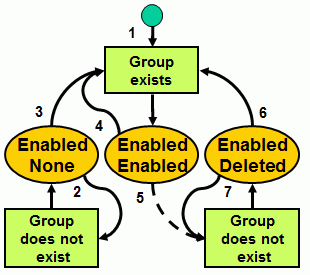 1
Group
exists
3
4
6
Enabled
None
Enabled
Enabled
Enabled
Deleted
2
5
7
Group
does not
exist
Group
does not
exist